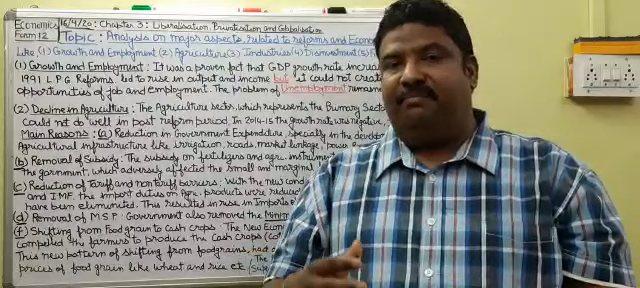 Economics 16/4/20: Chapter 3: Liberalisation, Privatisation and Globalisation
Form 12 Topic: Analysis on major aspects, related to reforms and Econo
Like, (1) Growth and Employment (2) Agriculture (3) Industries (4) Disinvestment (5)
(1) Growth and Employment: It was a proven fact that GDP growth rate increas
1991 L P G Reforms led to rise in output and income but it could not creat
opportunities of job and employment. The problem of Unemployment remain
(2) Decline in Agriculture: The Agriculture sector, which represents the Primary Sect
Could not do well in post reform period. In 2014-15 the growth rate was negative,
Main Reasons: (a) Reduction in Government Expenditure, specially in the develop
Agricultural infrastructure like irrigation, roads, market linkage, power
(b) Removal of Subsidy: The subsidy on fertilizers and agri. instrument
the government, which adversely affected the small and marginal
(c) Reduction of Tariff and non tariff barriers: With the new cond
and IMF, the import duties on Agri. products were reduc
have been eliminated. This resulted in rise in Imports of
(d) Removal of M.S.P: Government also removed the Minim
(f) Shifting from Food grain to Cash crops: The New Econ
compelled the farmers to produce the Cash crops (cot
This new pattern of shifting from foodgrains, had
prices of food grain like wheat and rice etc